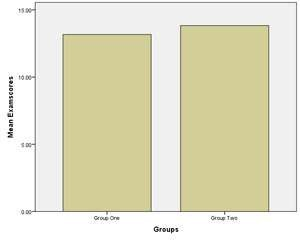 Mean Examscores
15.00
10.00
5.00
0.00
Group One
Group Two
Groups